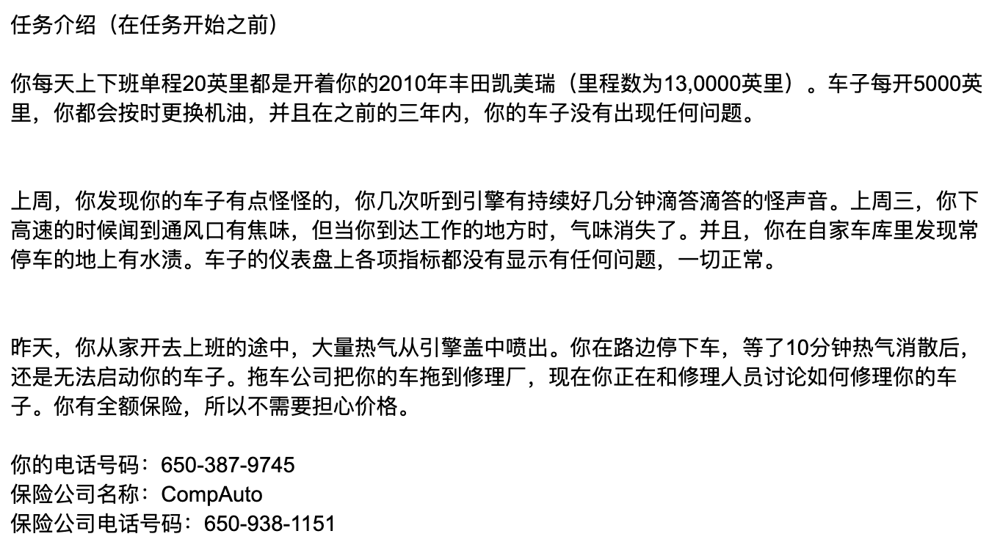 任务介绍（在任务开始之前）
你每天上下班单程20英里都是开着你的2010年丰田凯美瑞（里程数为13,0000英里）。车子每开5000英
里，你都会按时更换机油，并且在之前的三年内，你的车子没有出现任何问题。
上周，你发现你的车子有点怪怪的，你几次听到引擎有持续好几分钟滴答滴答的怪声音。上周三，你下
高速的时候闻到通风口有焦味，但当你到达工作的地方时，气味消失了。并且，你在自家车库里发现常
停车的地上有水渍。车子的仪表盘上各项指标都没有显示有任何问题，一切正常。
昨天，你从家开去上班的途中，大量热气从引擎盖中喷出。你在路边停下车，等了10分钟热气消散后，
还是无法启动你的车子。拖车公司把你的车拖到修理厂，现在你正在和修理人员讨论如何修理你的车
子。你有全额保险，所以不需要担心价格。
你的电话号码：650-387-9745
保险公司名称：CompAuto
保险公司电话号码：650-938-1151